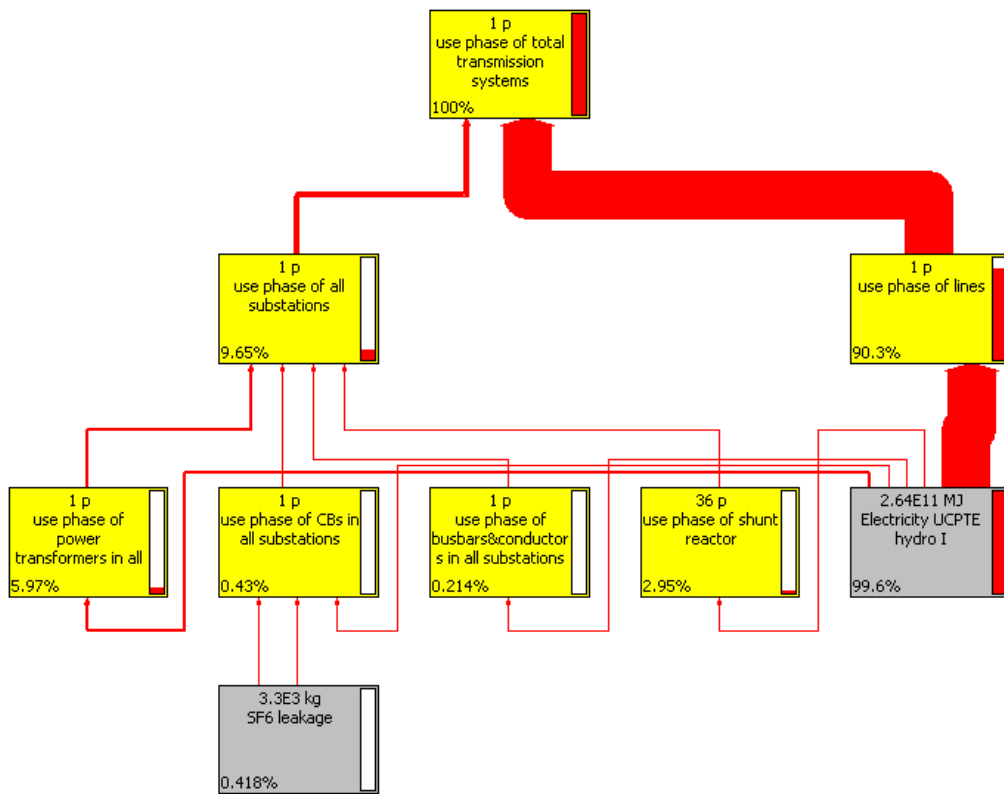 1 p
use phase of total
transmission
systems
100%
1 p
use phase of all
substations
9.65%
1 p
use phase of lines
90.3%
1 p
use phase of
power
transformers in all
5.97%
1 p
use phase of CBs in
all substations
0.43%
1 p
use phase of
busbars&conductor
s in all substations
0.214%
36 p
use phase of shunt
reactor
2.95%
2.64E11 MJ
Electricity UCPTE
hydro I
99.6%
3.3E3 kg
SF6 leakage
0.418%